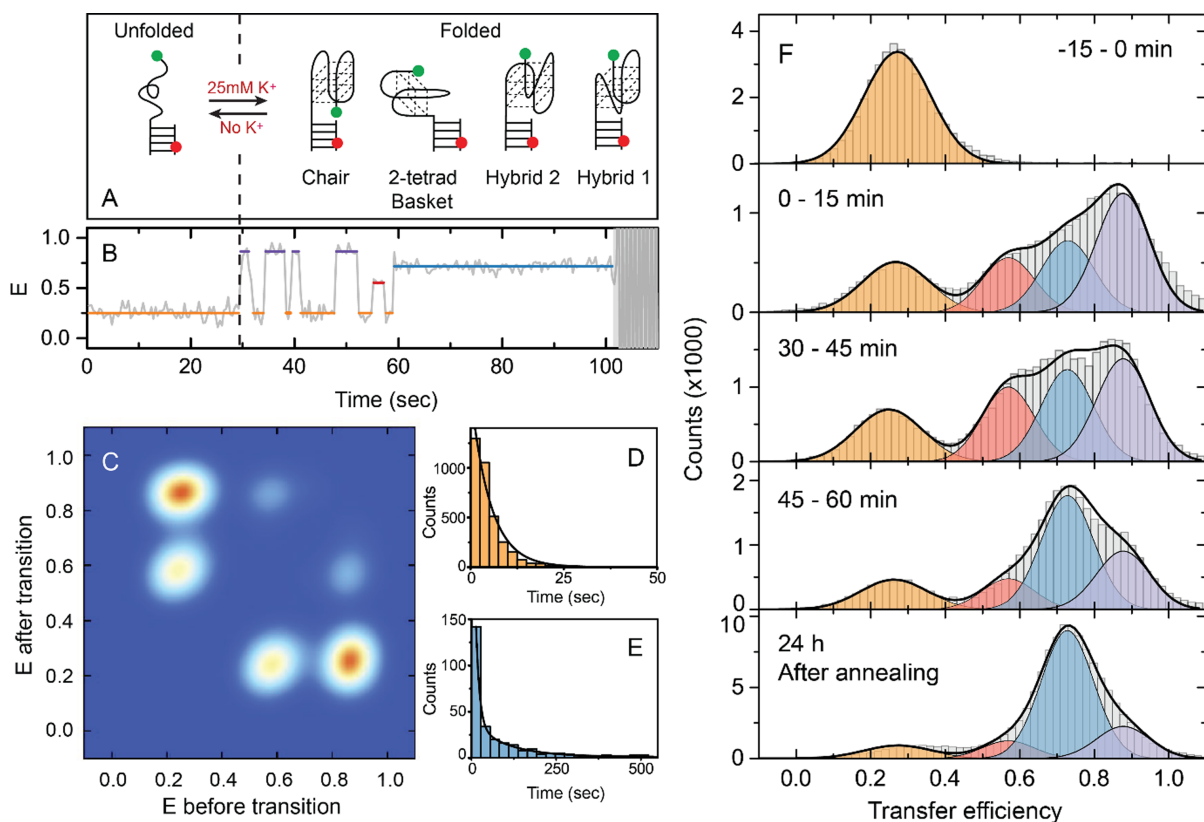 Unfolded
Folded
25mM K⁺
No K⁺
Chair
2-tetrad
Basket
Hybrid 2
Hybrid 1
A
B
E
1.0
0.5
0.0
0 20 40 60 80 100
Time (sec)
C
E after transition
1.0
0.8
0.6
0.4
0.2
0.0
0.0 0.2 0.4 0.6 0.8 1.0
E before transition
D
Counts
1000
500
0
0 25 50
Time (sec)
E
Counts
150
100
50
0
0 250 500
Time (sec)
F
-15 - 0 min
4
2
0
0 - 15 min
1
0
Counts (x1000)
30 - 45 min
1
0
45 - 60 min
2
1
0
24 h
After annealing
10
5
0
0.0 0.2 0.4 0.6 0.8 1.0
Transfer efficiency